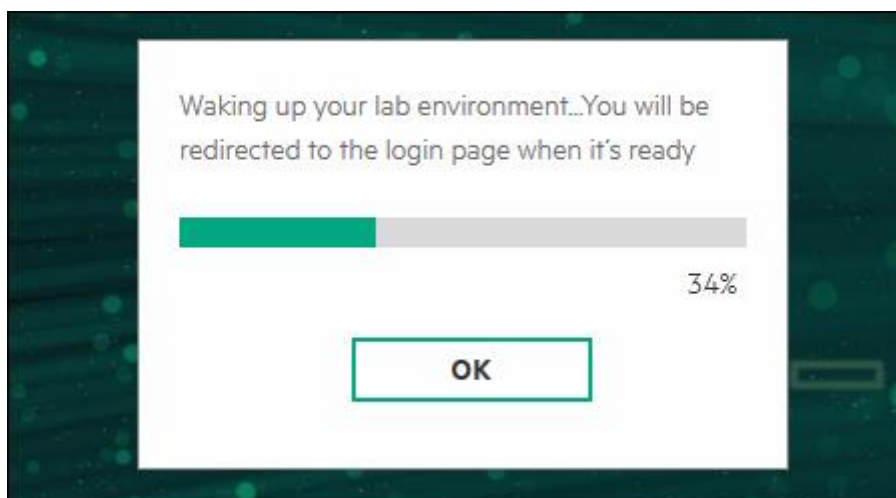 Waking up your lab environment...You will be
redirected to the login page when it's ready
34%
OK